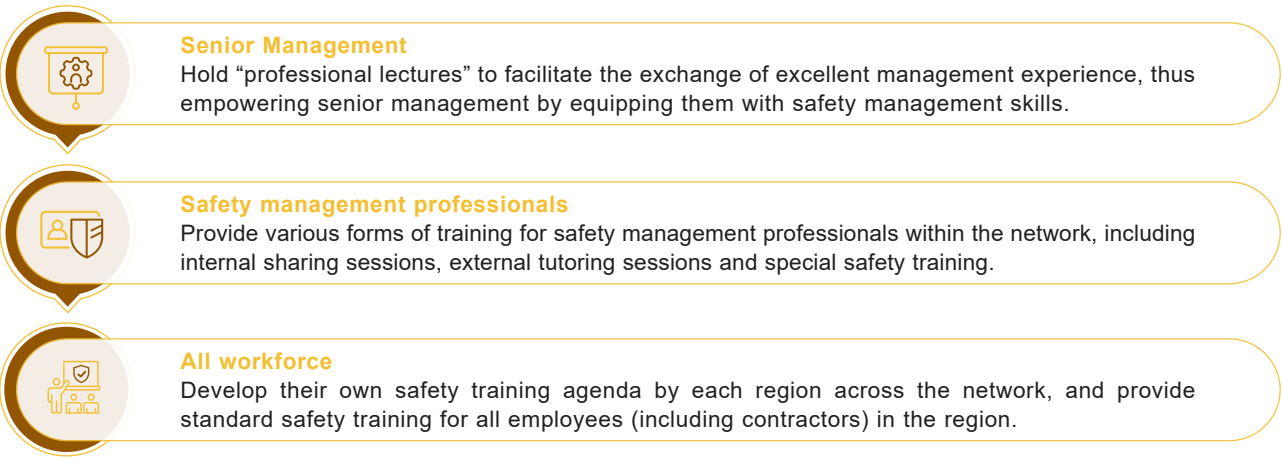 Senior Management
Hold “professional lectures” to facilitate the exchange of excellent management experience, thus
empowering senior management by equipping them with safety management skills.
Safety management professionals
Provide various forms of training for safety management professionals within the network, including
internal sharing sessions, external tutoring sessions and special safety training.
All workforce
Develop their own safety training agenda by each region across the network, and provide
standard safety training for all employees (including contractors) in the region.